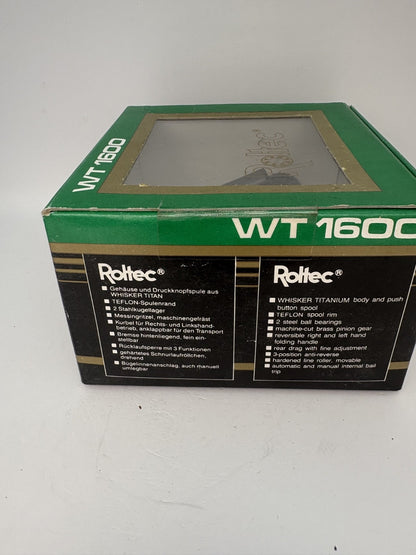 WT 1600
Roltec®
WT 1600
Roltec®
Gehäuse und Druckknopfspule aus
WHISKER TITAN
TEFLON-Spulenrand
2 Stahlkugellager
Messingritzel, maschinengefräst
Kurbel für Rechts- und Linkshand-
betrieb, anklappbar für den Transport
Bremse hintenliegend, fein ein-
stellbar
Rücklaufsperre mit 3 Funktionen
gehärtetes Schnurlaufröllchen,
drehend
Bügelinnenanschlag, auch manuell
umlegbar
Roltec®
WHISKER TITANIUM body and push
button spool
TEFLON spool rim
2 steel ball bearings
machine-cut brass pinion gear
reversible right and left hand
folding handle
rear drag with fine adjustment
3-position anti-reverse
hardened line roller, movable
automatic and manual internal bail
trip